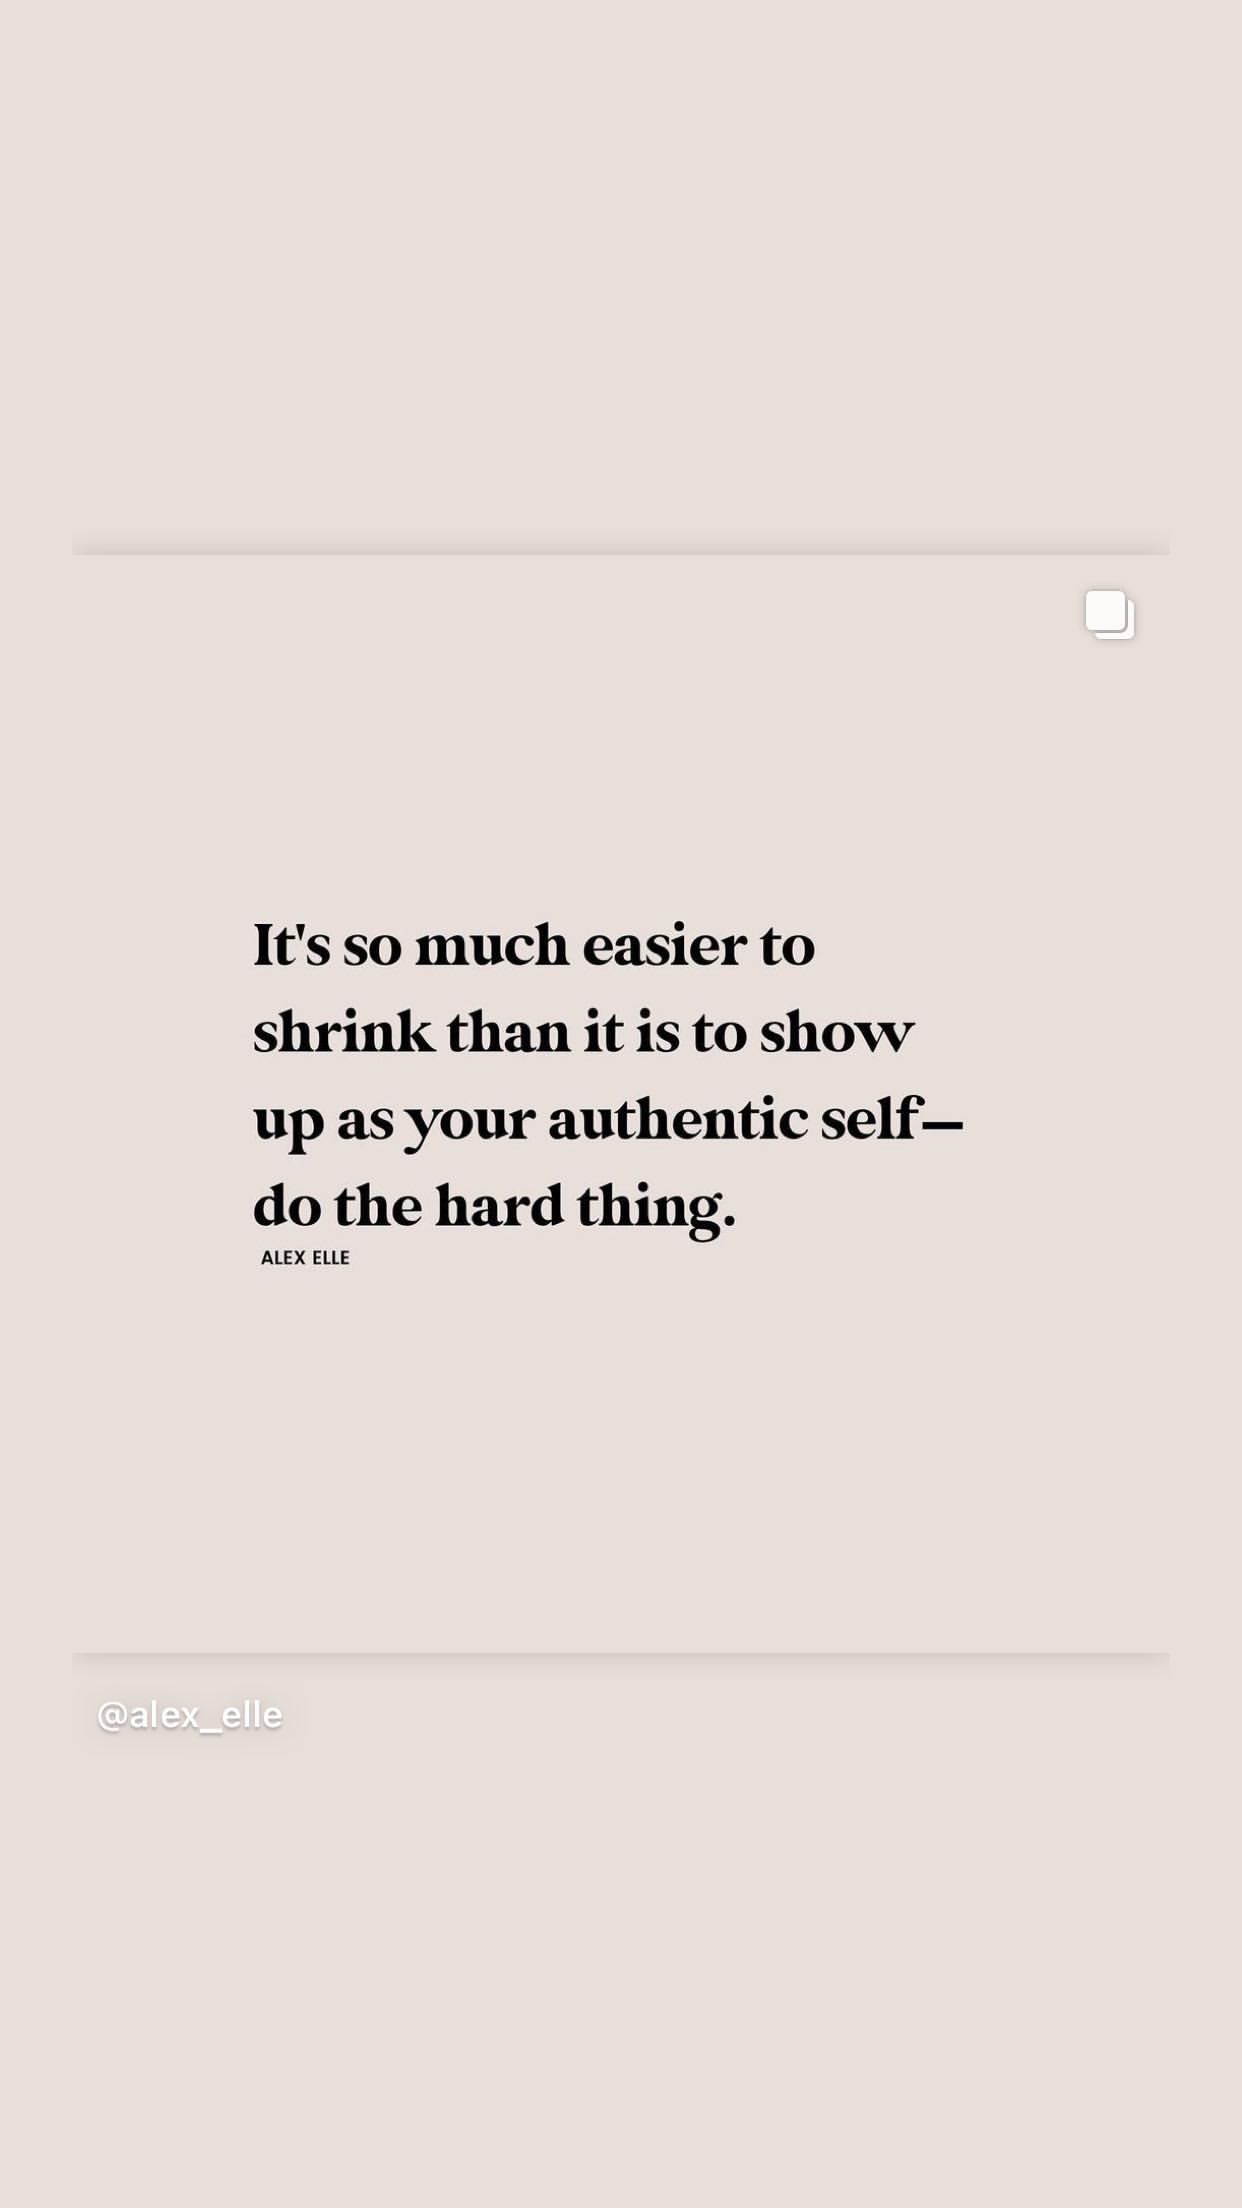 It's so much easier to
shrink than it is to show
up as your authentic self—
do the hard thing.
ALEX ELLE
@alex_elle